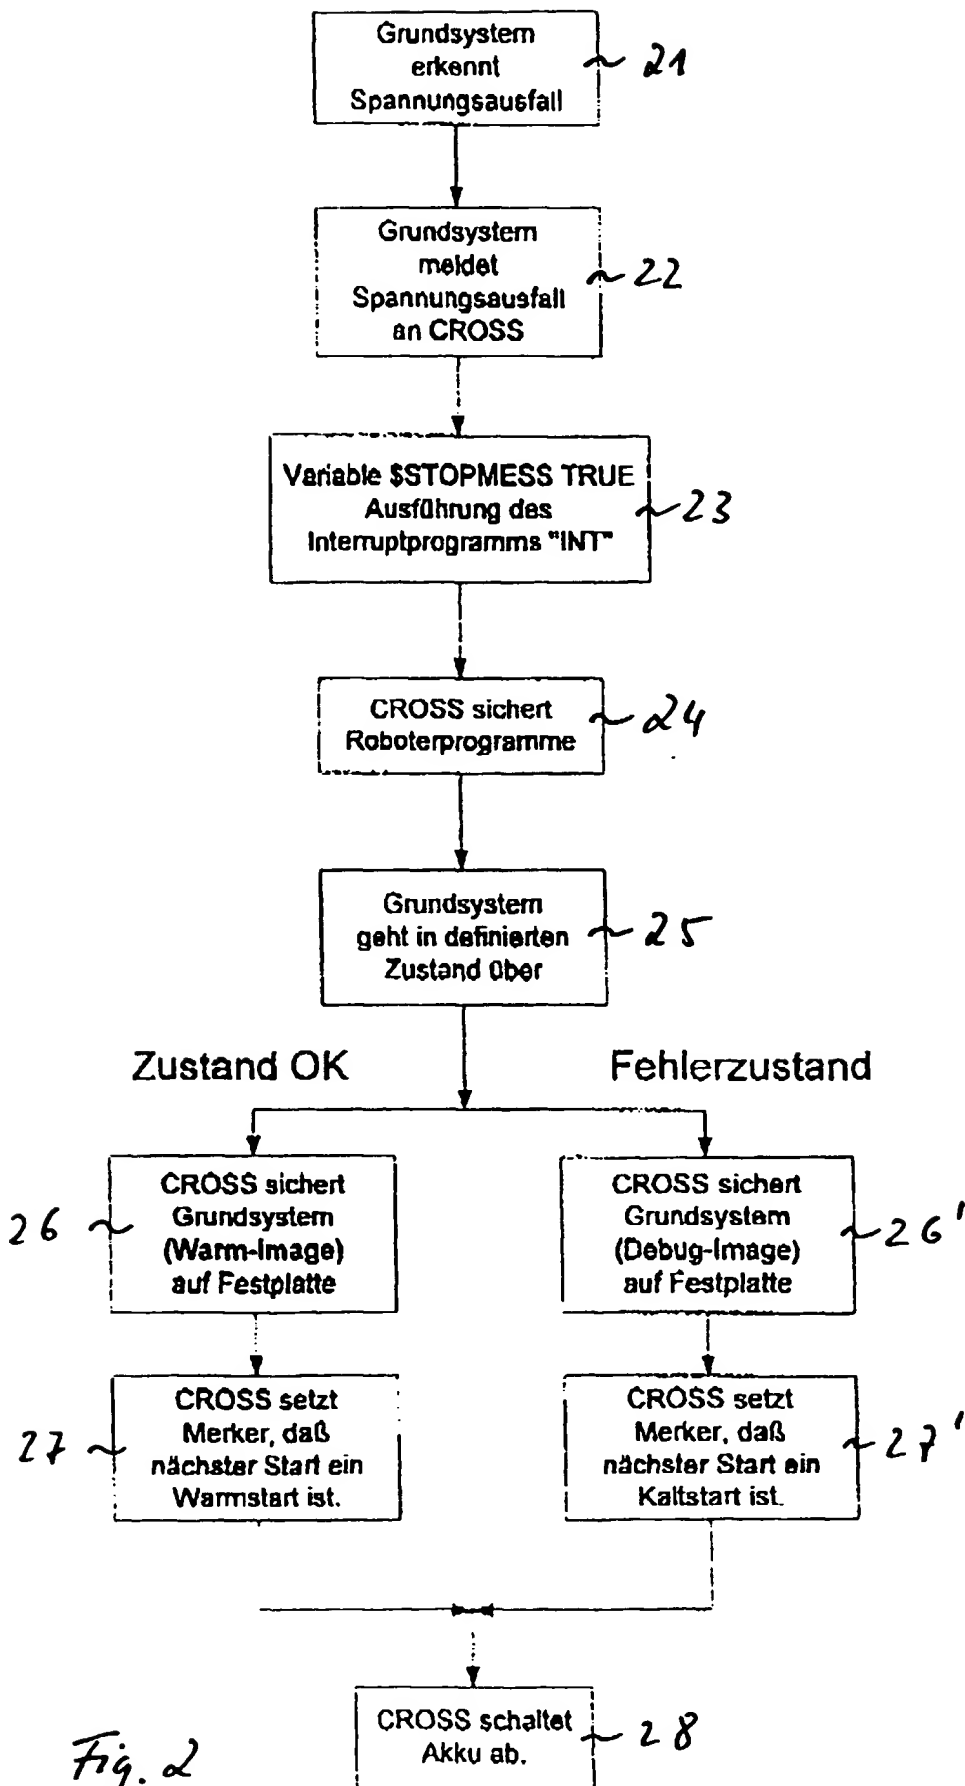 Grundsystem
erkennt
Spannungsausfall
21
Grundsystem
meldet
Spannungsausfall
an CROSS
22
Variable $STOPMESS TRUE
Ausführung des
Interruptprogramms "INT"
23
CROSS sichert
Roboterprogramme
24
Grundsystem
geht in definierten
Zustand über
25
Zustand OK
Fehlerzustand
CROSS sichert
Grundsystem
(Warm-Image)
auf Festplatte
26
CROSS sichert
Grundsystem
(Debug-Image)
auf Festplatte
26'
CROSS setzt
Merker, daß
nächster Start ein
Warmstart ist.
27
CROSS setzt
Merker, daß
nächster Start ein
Kaltstart ist.
27'
CROSS schaltet
Akku ab.
28
Fig. 2